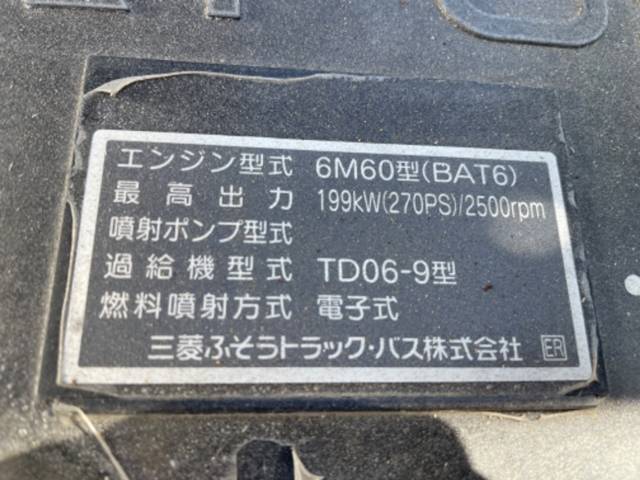 エンジン型式 6M60型(BAT6)
最高出力 199kW(270PS)/2500rpm
噴射ポンプ型式
過給機型式 TD06-9型
燃料噴射方式 電子式
三菱ふそうトラック・バス株式会社 ER